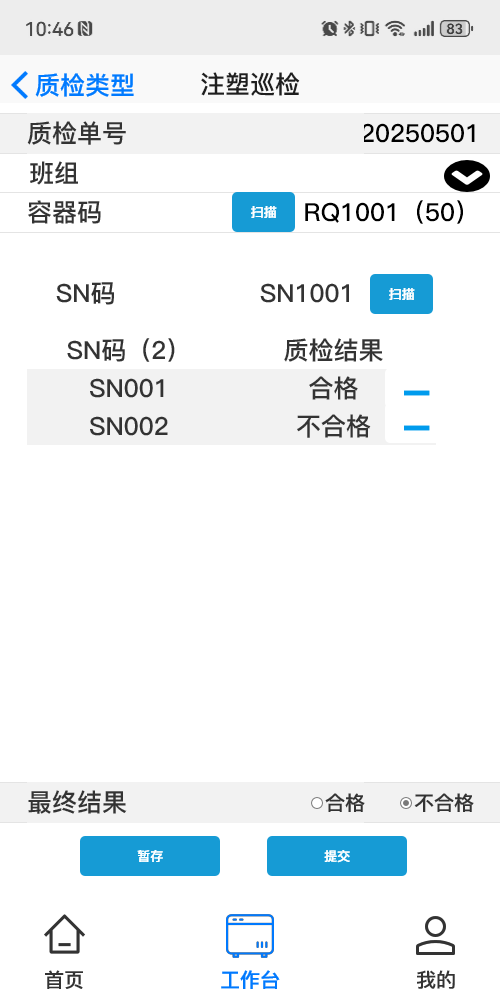 10:46 83
质检类型 注塑巡检
质检单号 20250501
班组
容器码 扫描 RQ1001（50）
SN码 SN1001 扫描
SN码（2） 质检结果
SN001 合格
SN002 不合格
最终结果 合格 不合格
暂存 提交
首页 工作台 我的